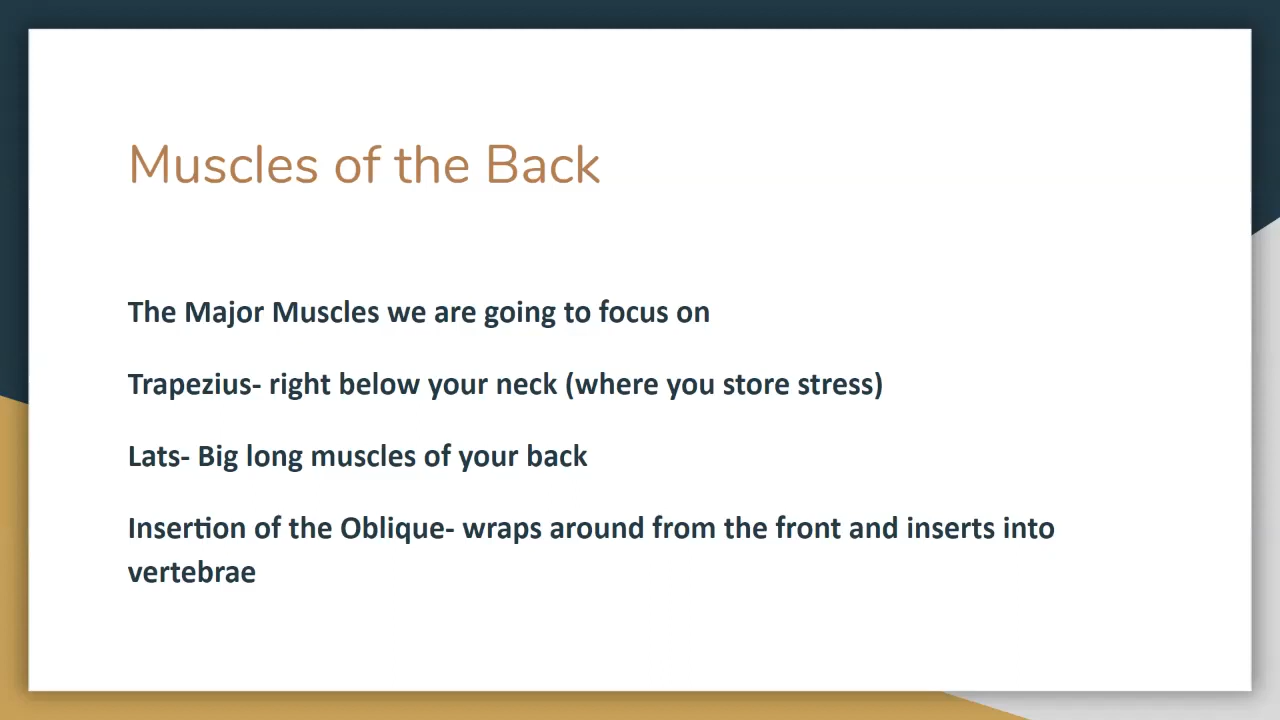 Muscles of the Back
The Major Muscles we are going to focus on
Trapezius- right below your neck (where you store stress)
Lats- Big long muscles of your back
Insertion of the Oblique- wraps around from the front and inserts into
vertebrae